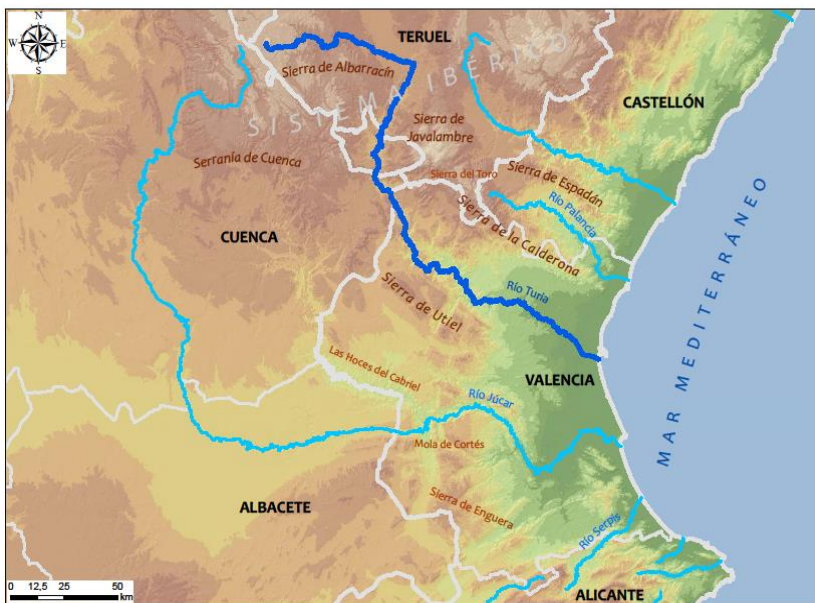 N
W E
S
TERUEL
Sierra de Albarracín
SISTEMA IBÉRICO
CASTELLÓN
Sierra de
Javalambre
Serranía de Cuenca
Sierra del Toro
Sierra de Espadán
Río Palancia
Sierra de la Calderona
CUENCA
MAR MEDITERRÁNEO
Sierra de Utiel
Río Turia
Las Hoces del Cabriel
VALENCIA
Río Júcar
Mola de Cortés
Sierra de Enguera
ALBACETE
Río Serpis
ALICANTE
0 12,5 25 50
km